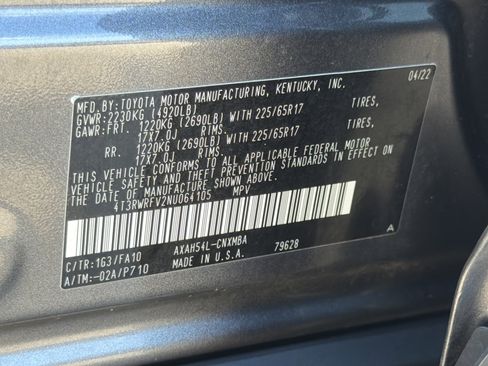 MFD.BY:TOYOTA MOTOR MANUFACTURING, KENTUCKY, INC. 04/22
GVWR:2230KG (4920LB)
GAWR:FRT. 1220KG (2690LB) WITH 225/65R17 TIRES,
17X7.0J RIMS.
RR. 1220KG (2690LB) WITH 225/65R17 TIRES,
17X7.0J RIMS.
THIS VEHICLE CONFORMS TO ALL APPLICABLE FEDERAL MOTOR
VEHICLE SAFETY AND THEFT PREVENTION STANDARDS IN EFFECT ON
THE DATE OF MANUFACTURE SHOWN ABOVE.
4T3RWRFV2NU064105 MPV
C/TR:1G3/FA10 AXAH54L-CNXMBA 79628 A
A/TM:-02A/P710 MADE IN U.S.A.